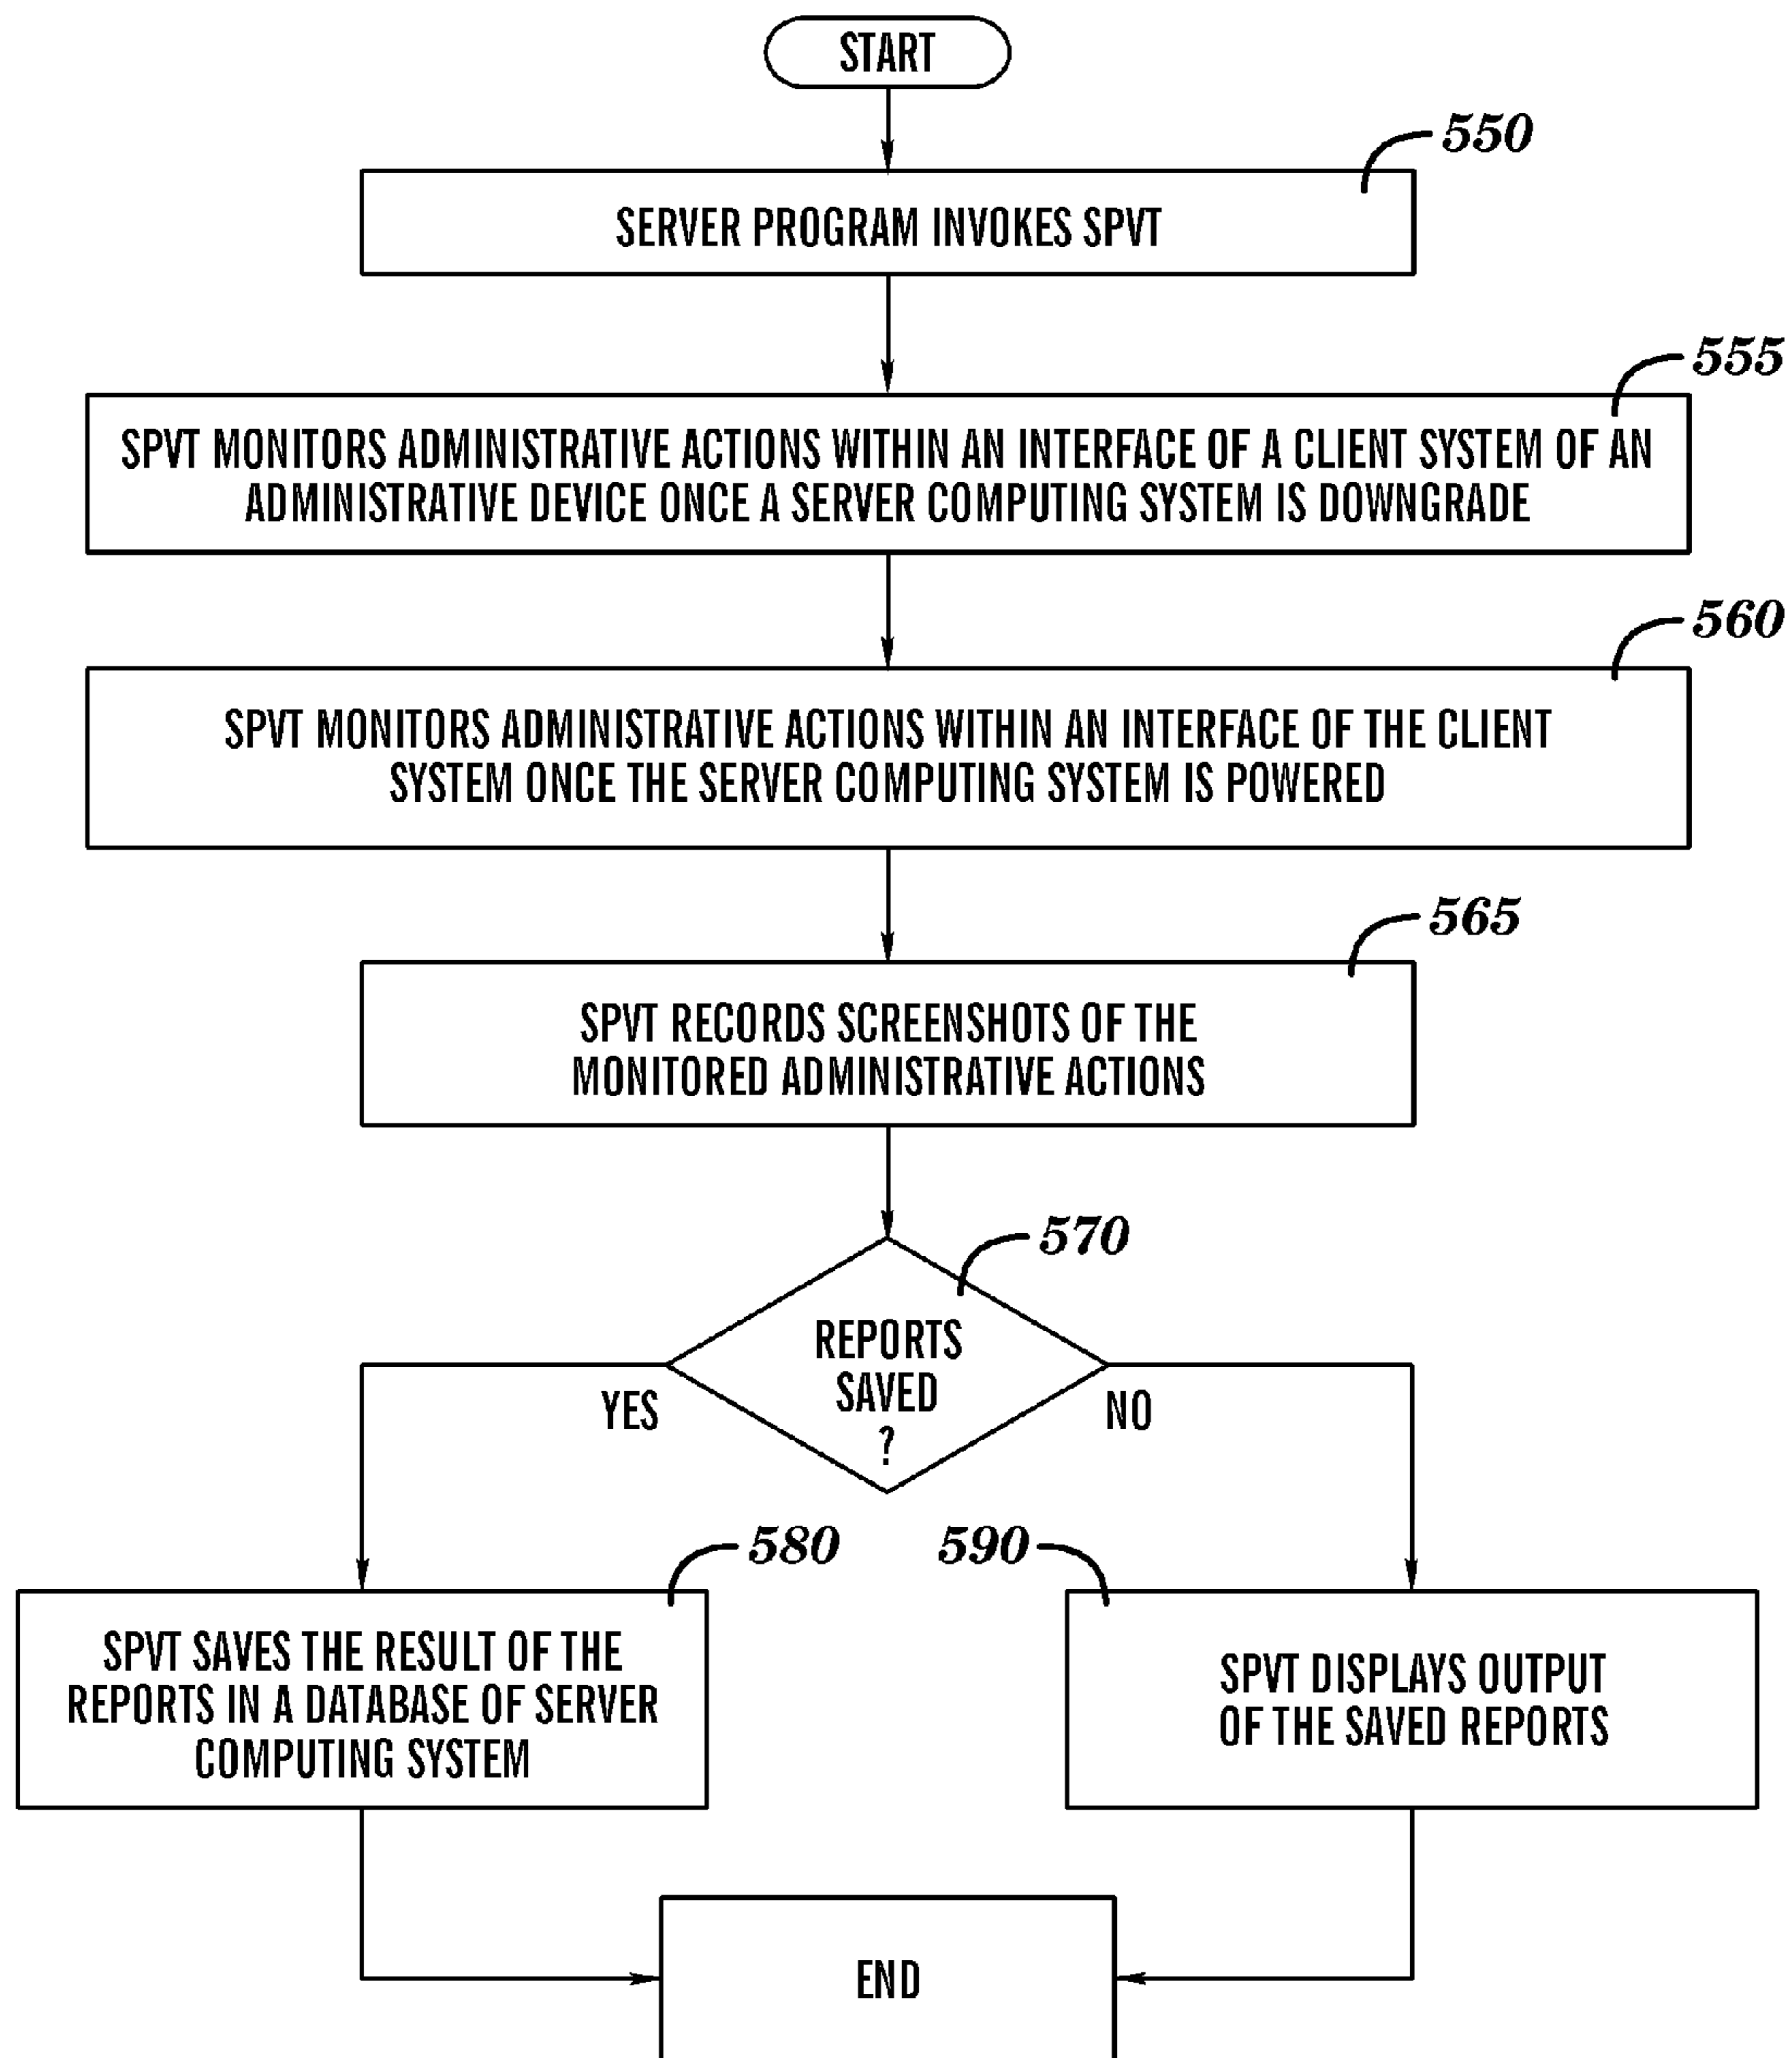 START
550
SERVER PROGRAM INVOKES SPVT
555
SPVT MONITORS ADMINISTRATIVE ACTIONS WITHIN AN INTERFACE OF A CLIENT SYSTEM OF AN
ADMINISTRATIVE DEVICE ONCE A SERVER COMPUTING SYSTEM IS DOWNGRADE
560
SPVT MONITORS ADMINISTRATIVE ACTIONS WITHIN AN INTERFACE OF THE CLIENT
SYSTEM ONCE THE SERVER COMPUTING SYSTEM IS POWERED
565
SPVT RECORDS SCREENSHOTS OF THE
MONITORED ADMINISTRATIVE ACTIONS
570
REPORTS
SAVED
?
YES
NO
580
590
SPVT SAVES THE RESULT OF THE
REPORTS IN A DATABASE OF SERVER
COMPUTING SYSTEM
SPVT DISPLAYS OUTPUT
OF THE SAVED REPORTS
END